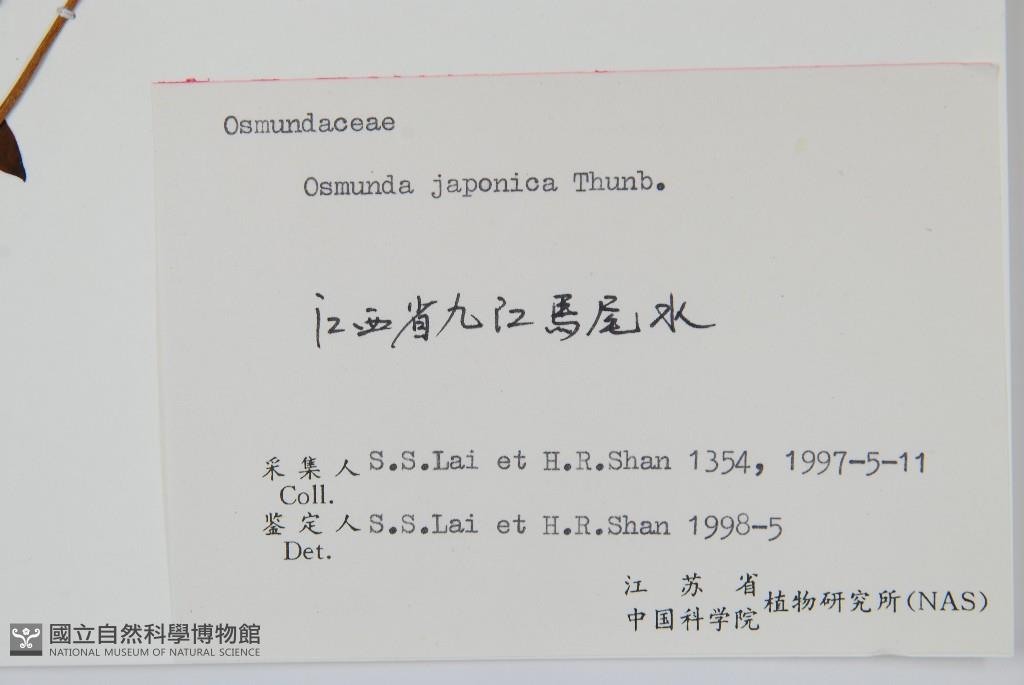 Osmundaceae
Osmunda japonica Thunb.
江西省九江馬尾水
采集人 S.S.Lai et H.R.Shan 1354, 1997-5-11
Coll.
鉴定人 S.S.Lai et H.R.Shan 1998-5
Det.
江苏省
中国科学院 植物研究所(NAS)
國立自然科學博物館
NATIONAL MUSEUM OF NATURAL SCIENCE